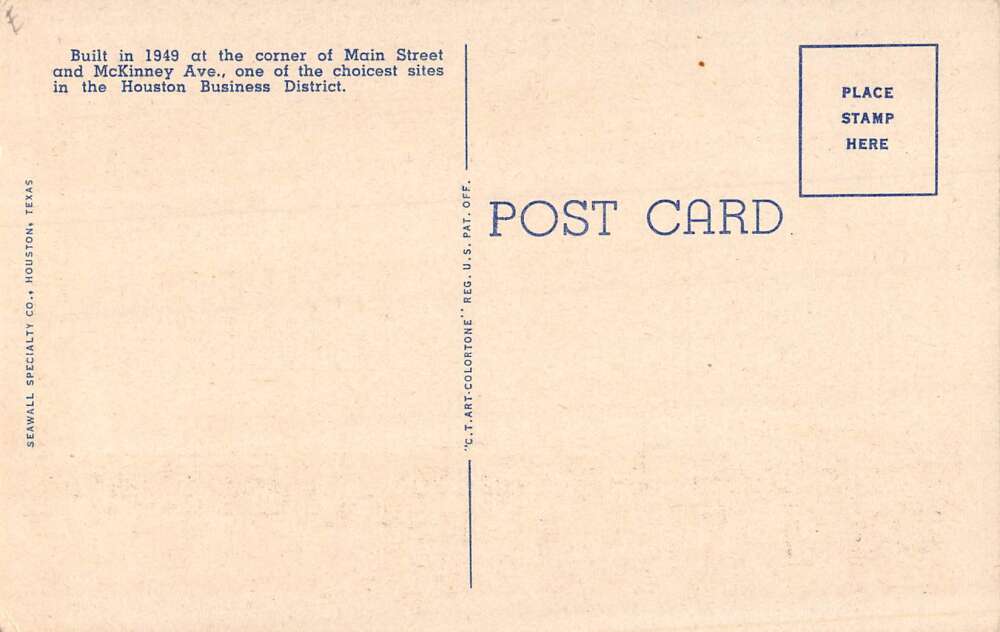 Built in 1949 at the corner of Main Street
and McKinney Ave., one of the choicest sites
in the Houston Business District.
SEAWALL SPECIALTY CO., HOUSTON, TEXAS
"C.T.ART-COLORTONE" REG. U.S. PAT. OFF.
POST CARD
PLACE
STAMP
HERE